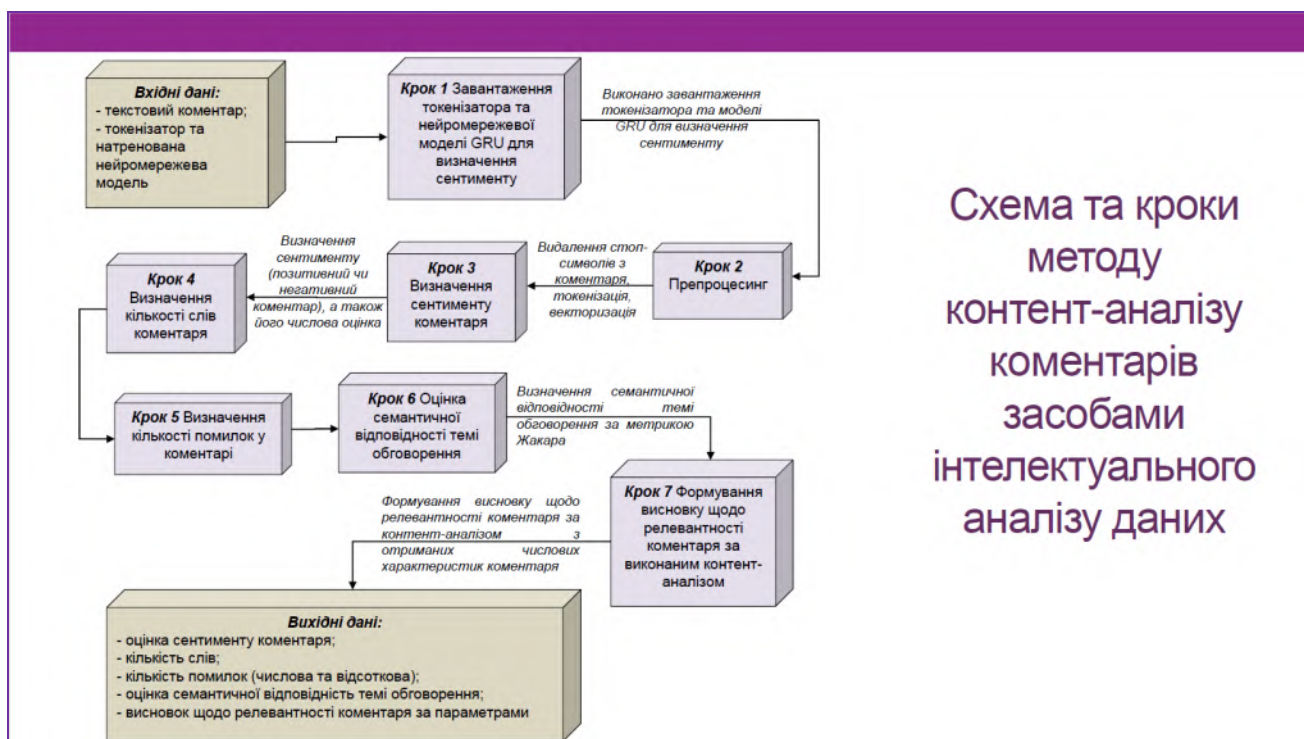 Вхідні дані:
- текстовий коментар;
- токенізатор та
натренована
нейромережева
модель
Крок 1 Завантаження
токенізатора та
нейромережевої
моделі GRU для
визначення
сентименту
Виконано завантаження
токенізатора та моделі
GRU для визначення
сентименту
Крок 2
Препроцесинг
Видалення стоп-
символів з
коментаря,
токенізація,
векторизація
Крок 3
Визначення
сентименту
коментаря
Визначення
сентименту
(позитивний чи
негативний
коментар), а також
його числова оцінка
Крок 4
Визначення
кількості слів
коментаря
Крок 5 Визначення
кількості помилок у
коментарі
Крок 6 Оцінка
семантичної
відповідності темі
обговорення
Визначення семантичної
відповідності темі
обговорення за метрикою
Жакара
Крок 7 Формування
висновку щодо
релевантності
коментаря за
виконаним контент-
аналізом
Формування висновку щодо
релевантності коментаря за
контент-аналізом з
отриманих числових
характеристик коментаря
Вихідні дані:
- оцінка сентименту коментаря;
- кількість слів;
- кількість помилок (числова та відсоткова);
- оцінка семантичної відповідність темі обговорення;
- висновок щодо релевантності коментаря за параметрами
Схема та кроки
методу
контент-аналізу
коментарів
засобами
інтелектуального
аналізу даних